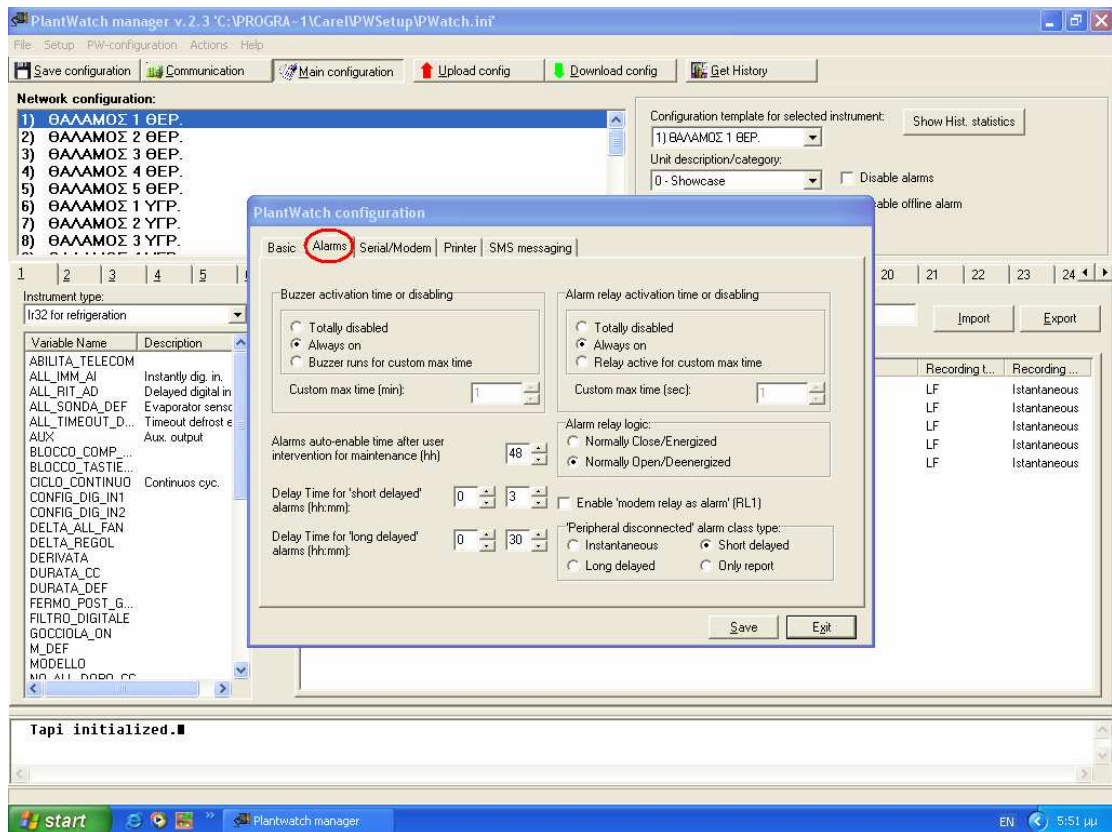 PlantWatch manager v. 2. 3 'C:\PROGRA~1\Carel\PWSetup\PWatch.ini'
File Setup PW-configuration Actions Help
Save configuration Communication Main configuration Upload config Download config Get History
Network configuration:
1) ΘΑΛΑΜΟΣ 1 ΘΕΡ.
2) ΘΑΛΑΜΟΣ 2 ΘΕΡ.
3) ΘΑΛΑΜΟΣ 3 ΘΕΡ.
4) ΘΑΛΑΜΟΣ 4 ΘΕΡ.
5) ΘΑΛΑΜΟΣ 5 ΘΕΡ.
6) ΘΑΛΑΜΟΣ 1 ΥΓΡ.
7) ΘΑΛΑΜΟΣ 2 ΥΓΡ.
8) ΘΑΛΑΜΟΣ 3 ΥΓΡ.
Configuration template for selected instrument:
1) ΘΑΛΑΜΟΣ 1 ΘΕΡ.
Show Hist. statistics
Unit description/category:
0 - Showcase
Disable alarms
able offline alarm
1 2 3 4 5 20 21 22 23 24
Instrument type:
Ir32 for refrigeration
Import Export
Variable Name Description
ABILITA_TELECOM
ALL_IMM_AI Instantly dig. in.
ALL_RIT_AD Delayed digital in
ALL_SONDA_DEF Evaporator sensc
ALL_TIMEOUT_D... Timeout defrost e
AUX Aux. output
BLOCCO_COMP_...
BLOCCO_TASTIE...
CICLO_CONTINUO Continuos cyc.
CONFIG_DIG_IN1
CONFIG_DIG_IN2
DELTA_ALL_FAN
DELTA_REGOL
DERIVATA
DURATA_CC
DURATA_DEF
FERMO_POST_G...
FILTRO_DIGITALE
GOCCIOLA_ON
M_DEF
MODELLO
Recording t... Recording ...
LF Istantaneous
LF Istantaneous
LF Istantaneous
LF Istantaneous
LF Istantaneous
PlantWatch configuration
Basic Alarms Serial/Modem Printer SMS messaging
Buzzer activation time or disabling
Totally disabled
Always on
Buzzer runs for custom max time
Custom max time (min): 1
Alarm relay activation time or disabling
Totally disabled
Always on
Relay active for custom max time
Custom max time (sec): 1
Alarms auto-enable time after user
intervention for maintenance (hh) 48
Delay Time for 'short delayed'
alarms (hh:mm): 0 3
Delay Time for 'long delayed'
alarms (hh:mm): 0 30
Alarm relay logic:
Normally Close/Energized
Normally Open/Deenergized
Enable 'modem relay as alarm' (RL1)
'Peripheral disconnected' alarm class type:
Instantaneous Short delayed
Long delayed Only report
Save Exit
Tapi initialized.
start Plantwatch manager EN 5:51 μμ